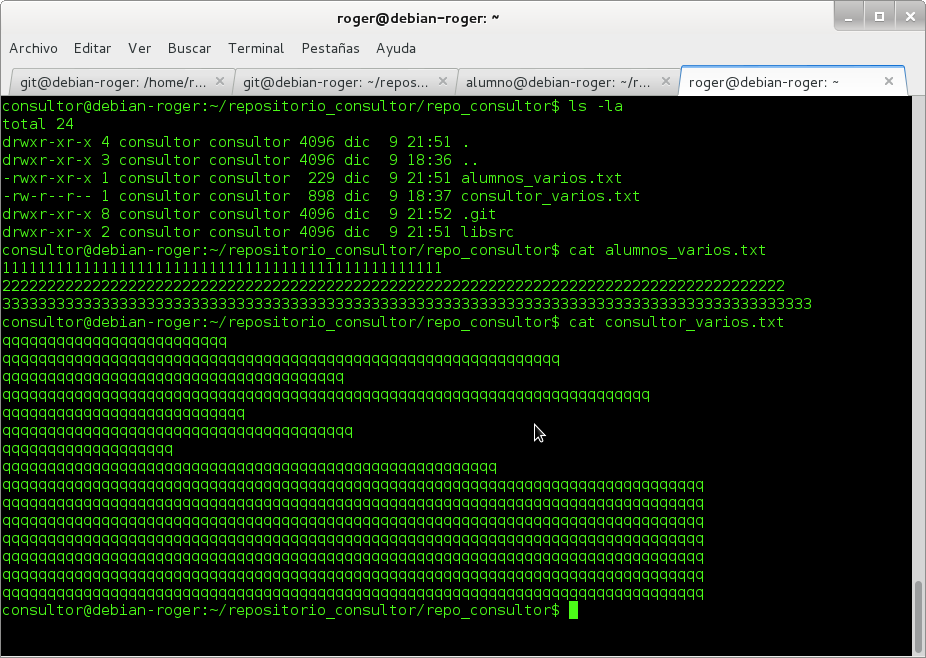 roger@debian-roger: ~
Archivo Editar Ver Buscar Terminal Pestañas Ayuda
git@debian-roger: /home/r... git@debian-roger: ~/repos... alumno@debian-roger: ~/r... roger@debian-roger: ~
consultor@debian-roger:~/repositorio_consultor/repo_consultor$ ls -la
total 24
drwxr-xr-x 4 consultor consultor 4096 dic  9 21:51 .
drwxr-xr-x 3 consultor consultor 4096 dic  9 18:36 ..
-rwxr-xr-x 1 consultor consultor  229 dic  9 21:51 alumnos_varios.txt
-rw-r--r-- 1 consultor consultor  898 dic  9 18:37 consultor_varios.txt
drwxr-xr-x 8 consultor consultor 4096 dic  9 21:52 .git
drwxr-xr-x 2 consultor consultor 4096 dic  9 21:51 libsrc
consultor@debian-roger:~/repositorio_consultor/repo_consultor$ cat alumnos_varios.txt
1111111111111111111111111111111111111111111111111
222222222222222222222222222222222222222222222222222222222222222222222222222222222222222
333333333333333333333333333333333333333333333333333333333333333333333333333333333333333333
consultor@debian-roger:~/repositorio_consultor/repo_consultor$ cat consultor_varios.txt
qqqqqqqqqqqqqqqqqqqqqqqqq
qqqqqqqqqqqqqqqqqqqqqqqqqqqqqqqqqqqqqqqqqqqqqqqqqqqqqqqqqqqqqq
qqqqqqqqqqqqqqqqqqqqqqqqqqqqqqqqqqqqqq
qqqqqqqqqqqqqqqqqqqqqqqqqqqqqqqqqqqqqqqqqqqqqqqqqqqqqqqqqqqqqqqqqqqqqqqq
qqqqqqqqqqqqqqqqqqqqqqqqqqq
qqqqqqqqqqqqqqqqqqqqqqqqqqqqqqqqqqqqqqq
qqqqqqqqqqqqqqqqqqq
qqqqqqqqqqqqqqqqqqqqqqqqqqqqqqqqqqqqqqqqqqqqqqqqqqqqqqq
qqqqqqqqqqqqqqqqqqqqqqqqqqqqqqqqqqqqqqqqqqqqqqqqqqqqqqqqqqqqqqqqqqqqqqqqqqqqqq
qqqqqqqqqqqqqqqqqqqqqqqqqqqqqqqqqqqqqqqqqqqqqqqqqqqqqqqqqqqqqqqqqqqqqqqqqqqqqq
qqqqqqqqqqqqqqqqqqqqqqqqqqqqqqqqqqqqqqqqqqqqqqqqqqqqqqqqqqqqqqqqqqqqqqqqqqqqqq
qqqqqqqqqqqqqqqqqqqqqqqqqqqqqqqqqqqqqqqqqqqqqqqqqqqqqqqqqqqqqqqqqqqqqqqqqqqqqq
qqqqqqqqqqqqqqqqqqqqqqqqqqqqqqqqqqqqqqqqqqqqqqqqqqqqqqqqqqqqqqqqqqqqqqqqqqqqqq
qqqqqqqqqqqqqqqqqqqqqqqqqqqqqqqqqqqqqqqqqqqqqqqqqqqqqqqqqqqqqqqqqqqqqqqqqqqqqq
qqqqqqqqqqqqqqqqqqqqqqqqqqqqqqqqqqqqqqqqqqqqqqqqqqqqqqqqqqqqqqqqqqqqqqqqqqqqqq
consultor@debian-roger:~/repositorio_consultor/repo_consultor$